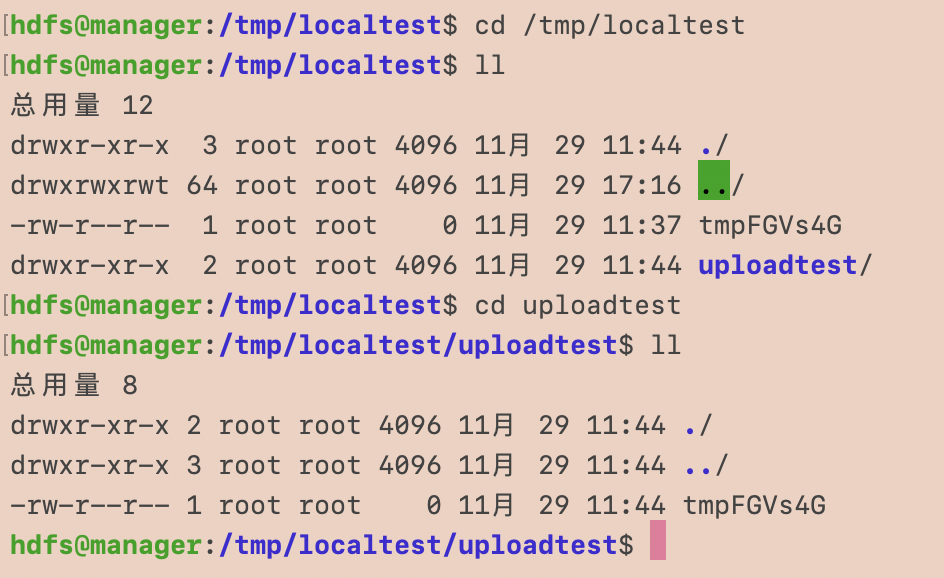 hdfs@manager:/tmp/localtest$ cd /tmp/localtest
hdfs@manager:/tmp/localtest$ ll
总用量 12
drwxr-xr-x  3 root root 4096 11月  29 11:44 ./
drwxrwxrwt 64 root root 4096 11月  29 17:16 ../
-rw-r--r--  1 root root    0 11月  29 11:37 tmpFGVs4G
drwxr-xr-x  2 root root 4096 11月  29 11:44 uploadtest/
hdfs@manager:/tmp/localtest$ cd uploadtest
hdfs@manager:/tmp/localtest/uploadtest$ ll
总用量 8
drwxr-xr-x 2 root root 4096 11月  29 11:44 ./
drwxr-xr-x 3 root root 4096 11月  29 11:44 ../
-rw-r--r-- 1 root root    0 11月  29 11:44 tmpFGVs4G
hdfs@manager:/tmp/localtest/uploadtest$